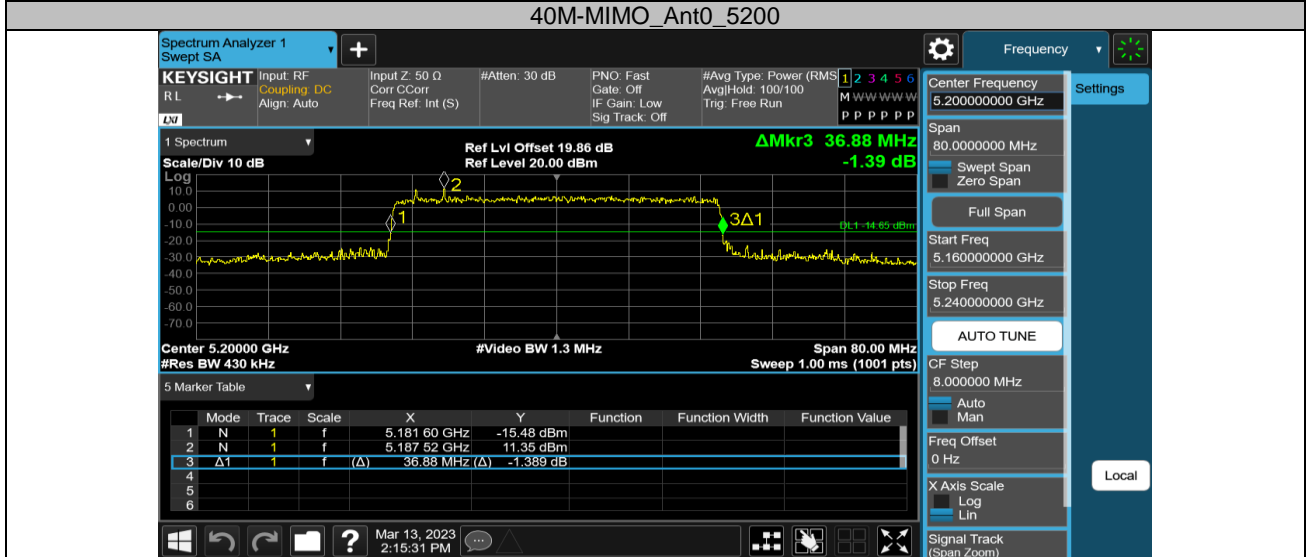 40M-MIMO_Ant0_5200
Spectrum Analyzer 1
Swept SA
Frequency
KEYSIGHT
RL
LXI
Input: RF
Coupling: DC
Align: Auto
Input Z: 50 Ω
Corr CCorr
Freq Ref: Int (S)
#Atten: 30 dB
PNO: Fast
Gate: Off
IF Gain: Low
Sig Track: Off
#Avg Type: Power (RMS
Avg|Hold: 100/100
Trig: Free Run
1 2 3 4 5 6
M W W W W W
P P P P P P
1 Spectrum
Scale/Div 10 dB
Ref Lvl Offset 19.86 dB
Ref Level 20.00 dBm
ΔMkr3 36.88 MHz
-1.39 dB
Log
10.0
0.00
-10.0
-20.0
-30.0
-40.0
-50.0
-60.0
-70.0
2
1
3Δ1
DL1 -14.65 dBm
Center 5.20000 GHz
#Video BW 1.3 MHz
Span 80.00 MHz
#Res BW 430 kHz
Sweep 1.00 ms (1001 pts)
5 Marker Table
Mode Trace Scale X Y Function Function Width Function Value
1 N 1 f 5.181 60 GHz -15.48 dBm
2 N 1 f 5.187 52 GHz 11.35 dBm
3 Δ1 1 f (Δ) 36.88 MHz (Δ) -1.389 dB
4
5
6
Mar 13, 2023
2:15:31 PM
Center Frequency
5.200000000 GHz
Settings
Span
80.0000000 MHz
Swept Span
Zero Span
Full Span
Start Freq
5.160000000 GHz
Stop Freq
5.240000000 GHz
AUTO TUNE
CF Step
8.000000 MHz
Auto
Man
Freq Offset
0 Hz
X Axis Scale
Log
Lin
Local
Signal Track
(Span Zoom)